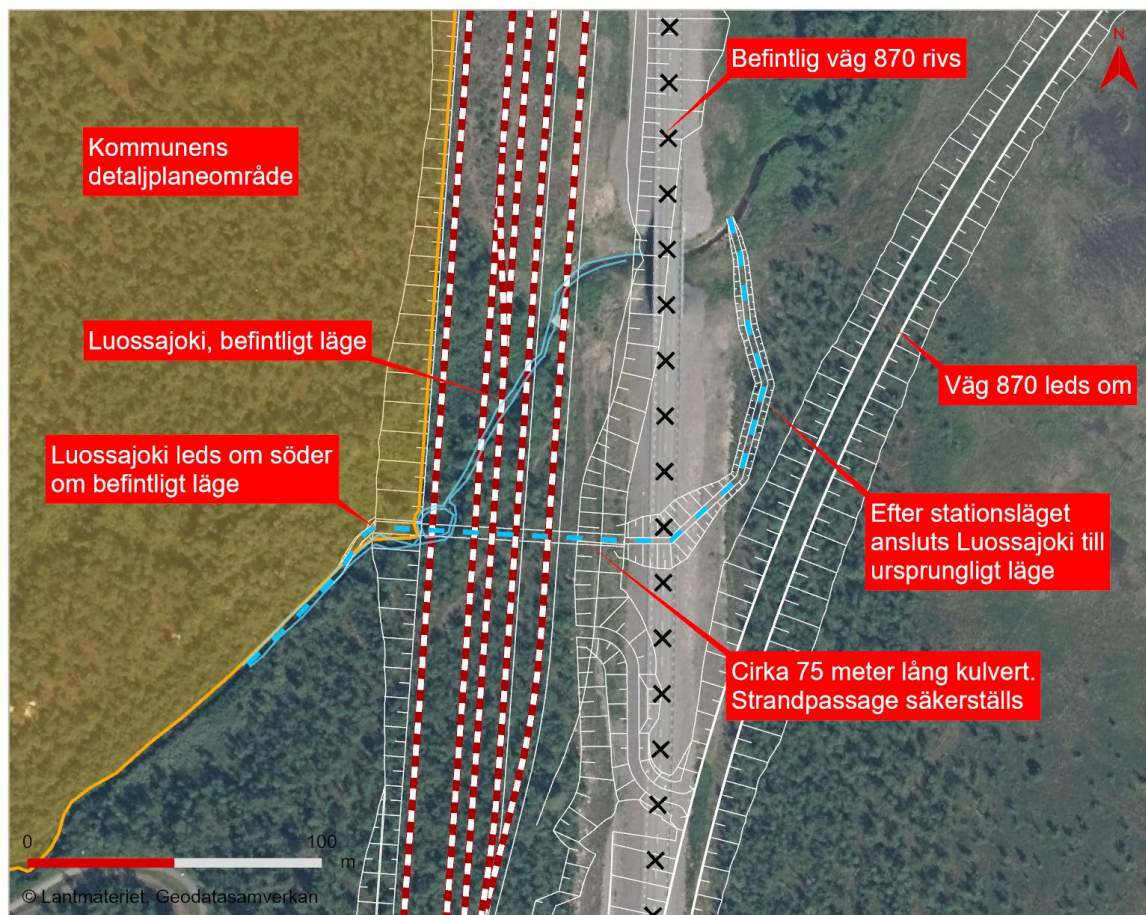 N
Befintlig väg 870 rivs
Kommunens
detaljplaneområde
Luossajoki, befintligt läge
Väg 870 leds om
Luossajoki leds om söder
om befintligt läge
Efter stationsläget
ansluts Luossajoki till
ursprungligt läge
Cirka 75 meter lång kulvert.
Strandpassage säkerställs
0 100
m
© Lantmäteriet, Geodatasamverkan